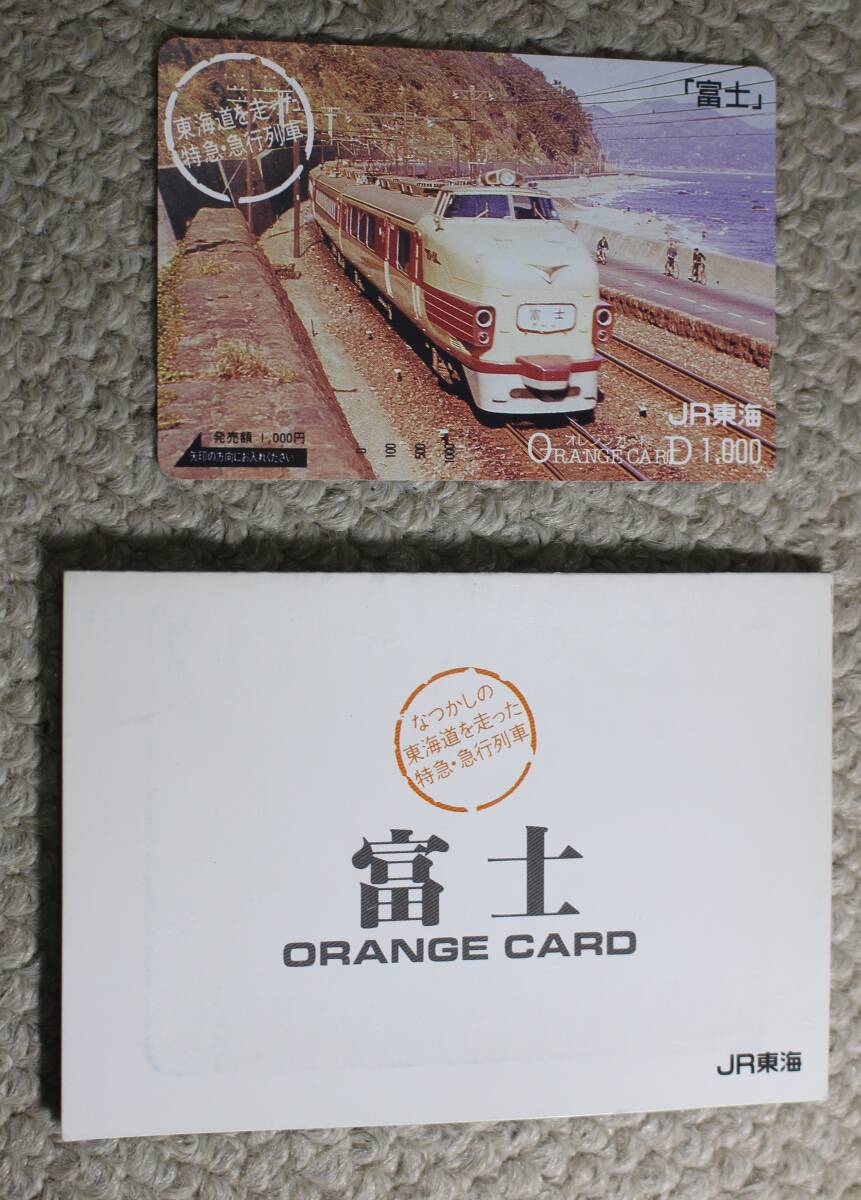 東海道を走った
特急・急行列車
「富士」
富 士
JR東海
オレンジカード
ORANGE CARD 1,000
発売額 1,000円
矢印の方向にお入れください
0 100 500 1000
なつかしの
東海道を走った
特急・急行列車
富士
ORANGE CARD
JR東海